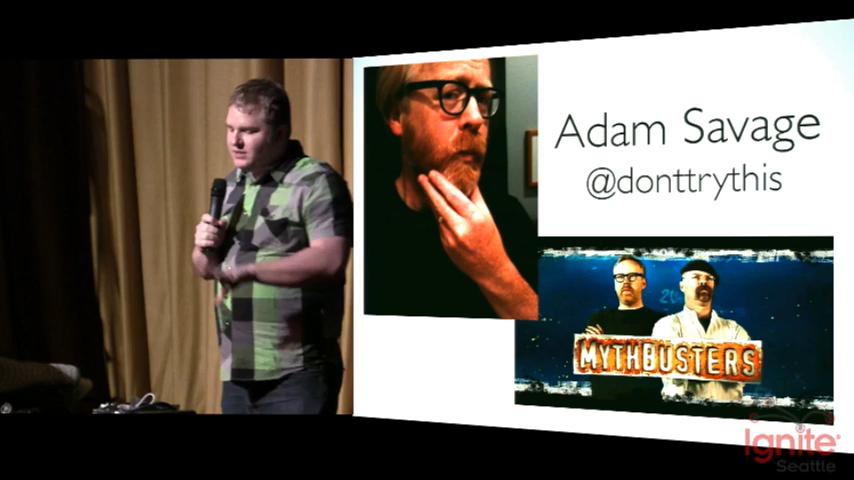 Adam Savage
@donttrythis
MYTHBUSTERS
Ignite
Seattle